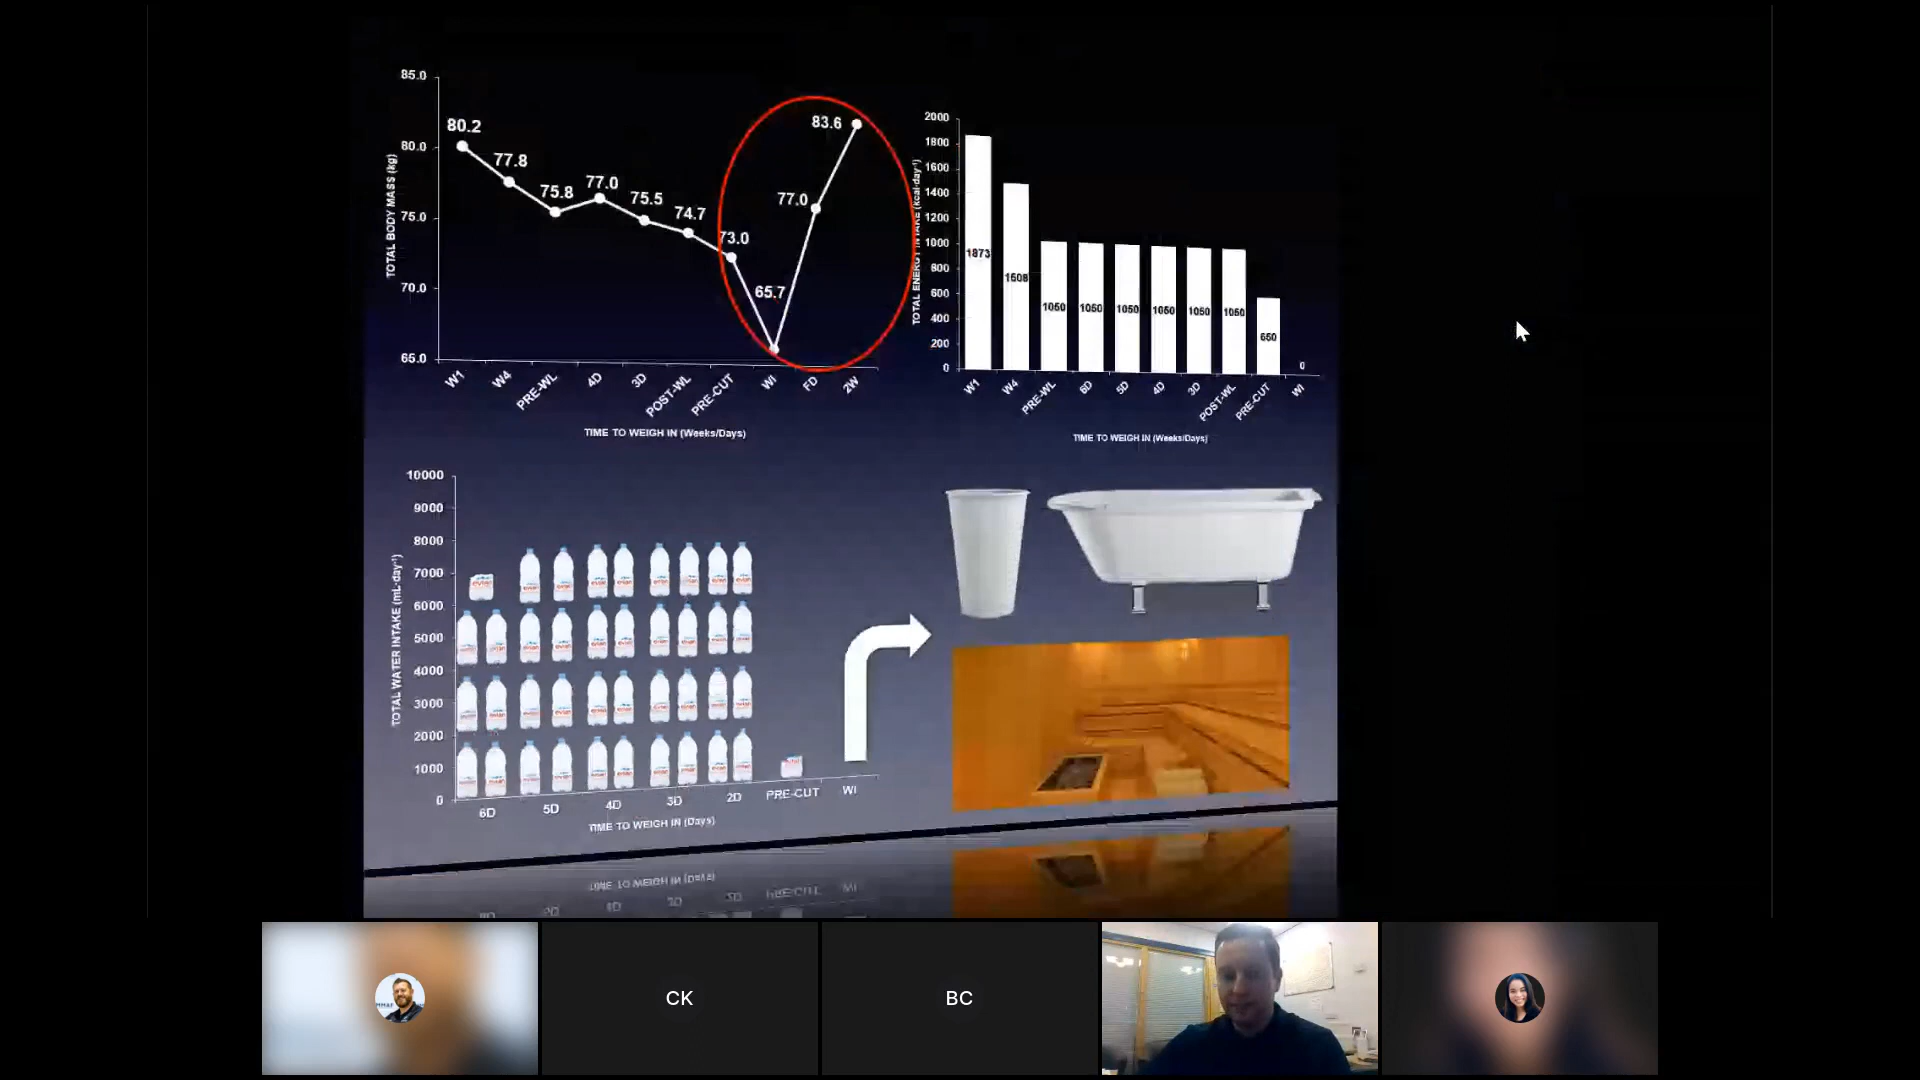 85.0
80.0
75.0
70.0
65.0
TOTAL BODY MASS (kg)
80.2
77.8
75.8
77.0
75.5
74.7
73.0
65.7
77.0
83.6
W1
W4
PRE-WL
4D
3D
POST-WL
PRE-CUT
WI
FD
2W
TIME TO WEIGH IN (Weeks/Days)
2000
1800
1600
1400
1200
1000
800
600
400
200
0
TOTAL ENERGY INTAKE (kcal·day⁻¹)
1873
1508
1050
1050
1050
1050
1050
1050
650
0
W1
W4
PRE-WL
6D
5D
4D
3D
POST-WL
PRE-CUT
WI
TIME TO WEIGH IN (Weeks/Days)
10000
9000
8000
7000
6000
5000
4000
3000
2000
1000
0
TOTAL WATER INTAKE (mL·day⁻¹)
6D
5D
4D
3D
2D
PRE-CUT
WI
TIME TO WEIGH IN (Days)
CK
BC